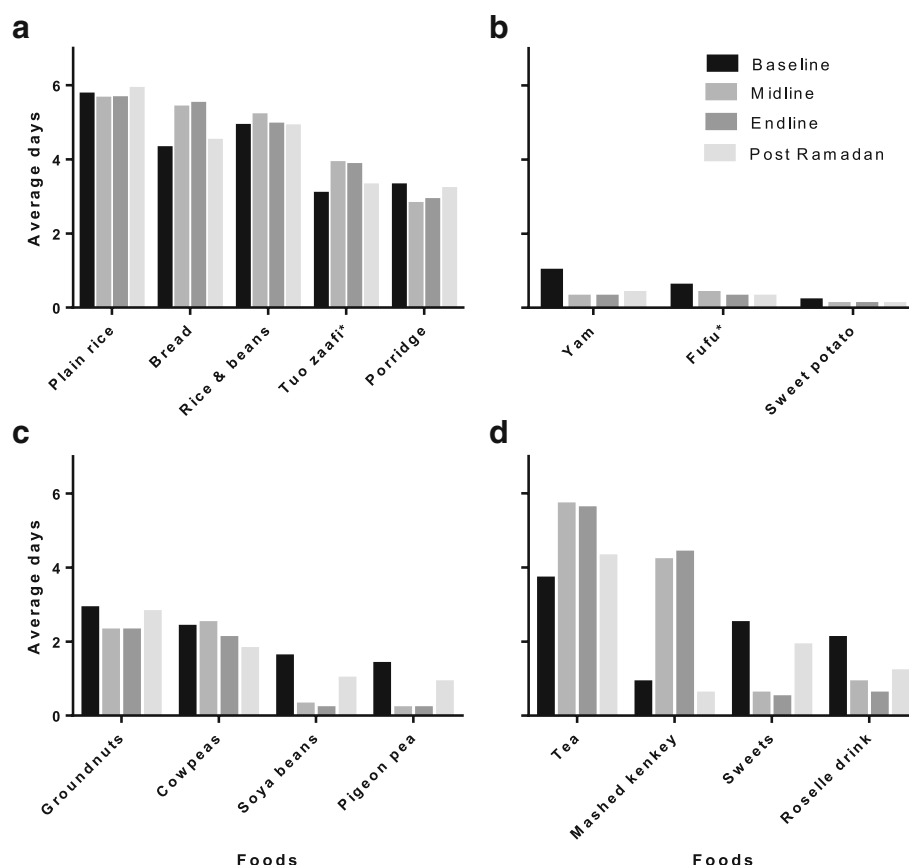 a
b
6
4
2
0
Average days
Plain rice
Bread
Rice & beans
Tuo zaafi*
Porridge
Baseline
Midline
Endline
Post Ramadan
Yam
Fufu*
Sweet potato
c
d
6
4
2
0
Average days
Groundnuts
Cowpeas
Soya beans
Pigeon pea
Foods
Tea
Mashed kenkey
Sweets
Roselle drink
Foods